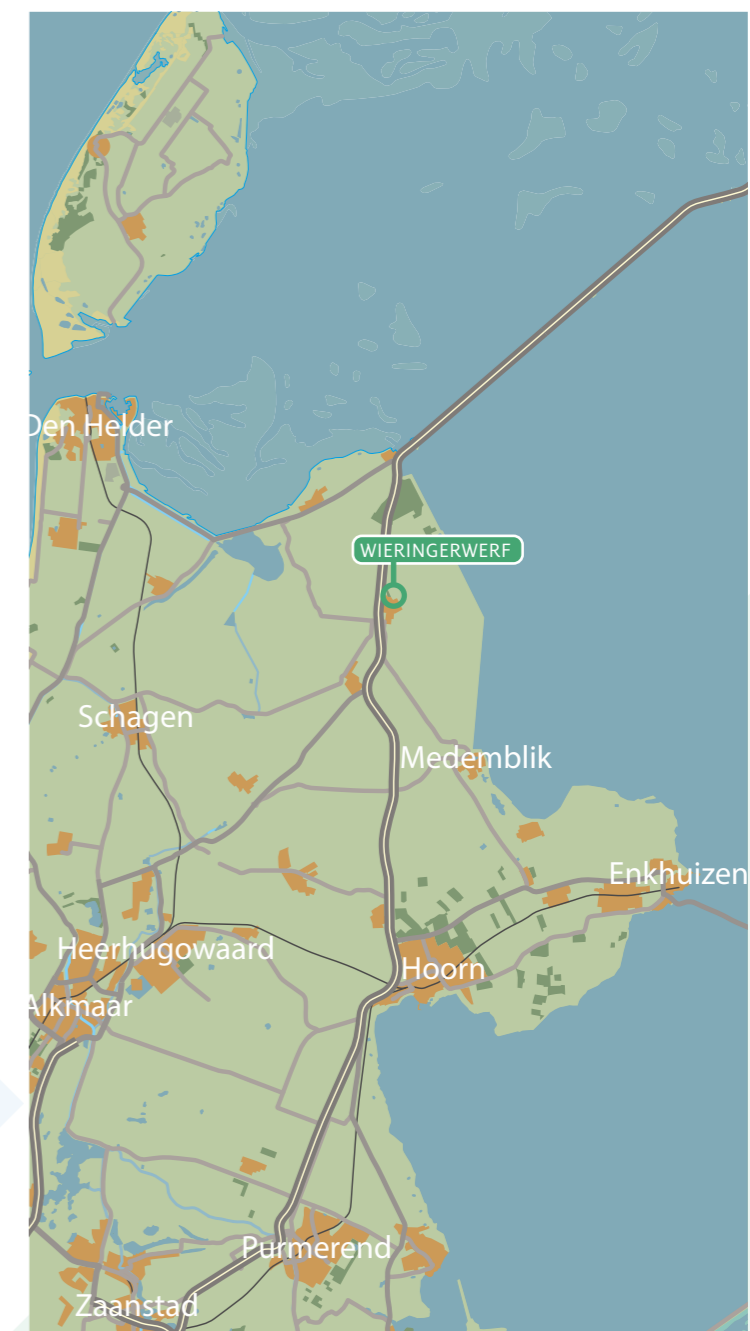 Den Helder
WIERINGERWERF
Schagen
Medemblik
Enkhuizen
Heerhugowaard
Hoorn
Alkmaar
Purmerend
Zaanstad